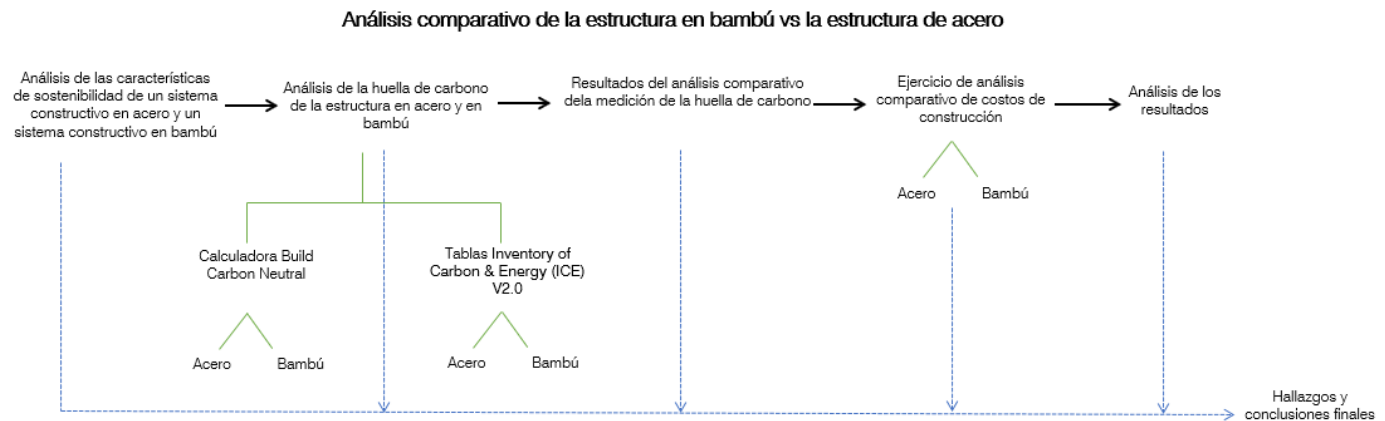 Análisis comparativo de la estructura en bambú vs la estructura de acero
Análisis de las características
de sostenibilidad de un sistema
constructivo en acero y un
sistema constructivo en bambú
Análisis de la huella de carbono
de la estructura en acero y en
bambú
Resultados del análisis comparativo
dela medición de la huella de carbono
Ejercicio de análisis
comparativo de costos de
construcción
Análisis de los
resultados
Acero
Bambú
Calculadora Build
Carbon Neutral
Tablas Inventory of
Carbon & Energy (ICE)
V2.0
Acero
Bambú
Acero
Bambú
Hallazgos y
conclusiones finales